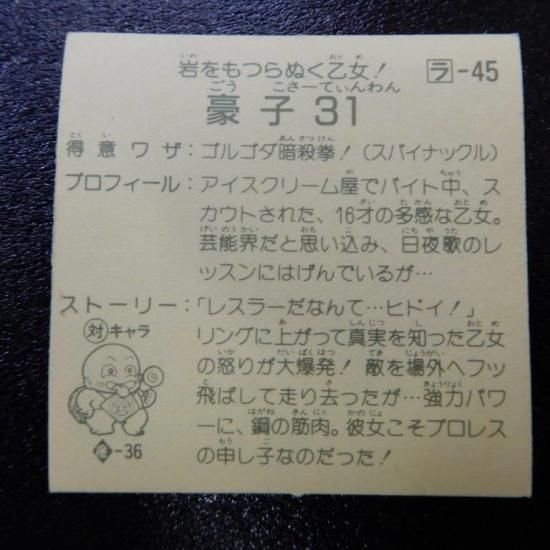 岩をもつらぬく乙女!
ラ-45
豪子31
得意ワザ:ゴルゴダ暗殺拳!(スパイナックル)
プロフィール:アイスクリーム屋でバイト中、ス
カウトされた、16才の多感な乙女。
芸能界だと思い込み、日夜歌のレ
ッスンにはげんでいるが…
ストーリー:「レスラーだなんて…ヒドイ!」
リングに上がって真実を知った乙女
の怒りが大爆発!敵を場外へフッ
飛ばして走り去ったが…強力パワ
ーに、鋼の筋肉。彼女こそプロレス
の申し子なのだった!
対キャラ
-36